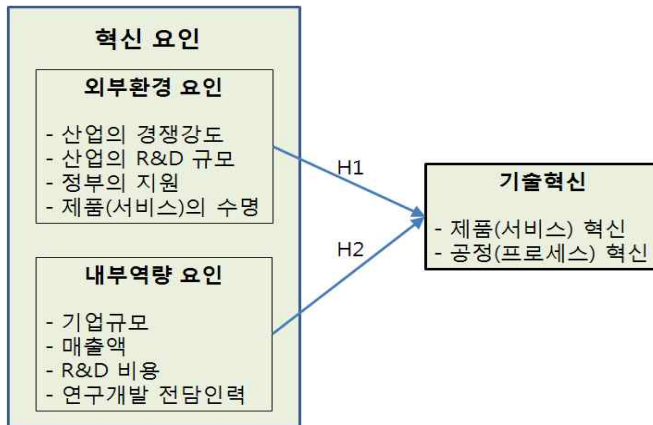 혁신 요인
외부환경 요인
- 산업의 경쟁강도
- 산업의 R&D 규모
- 정부의 지원
- 제품(서비스)의 수명
H1
기술혁신
- 제품(서비스) 혁신
- 공정(프로세스) 혁신
H2
내부역량 요인
- 기업규모
- 매출액
- R&D 비용
- 연구개발 전담인력